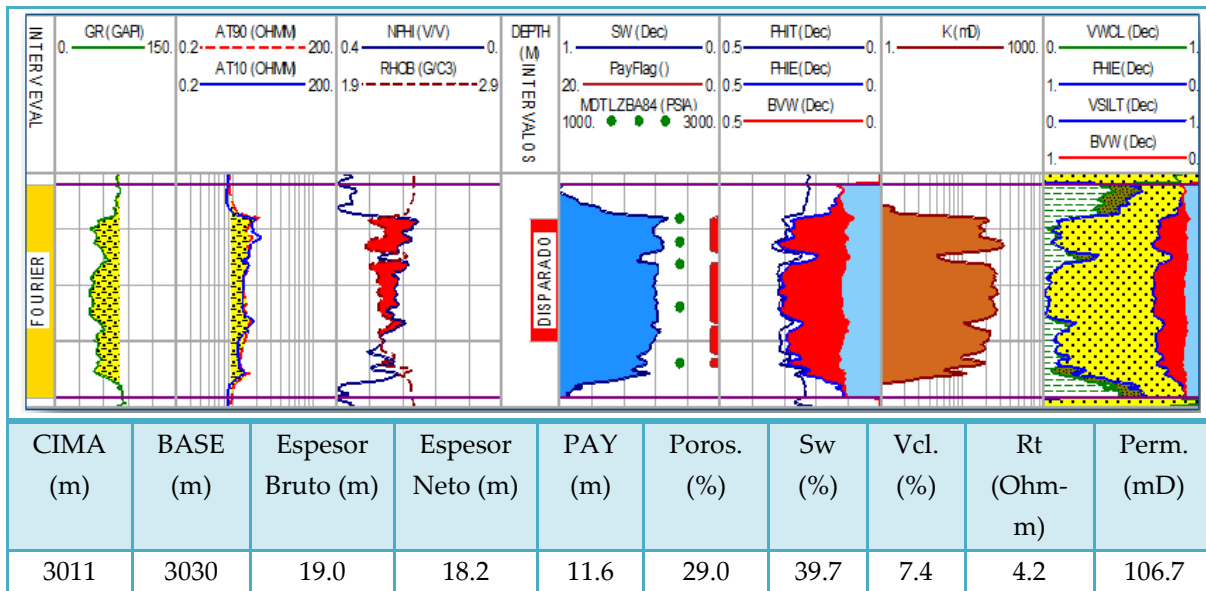 INTERVEVAL
GR (GAPI)
0. 150.
AT90 (OHMM)
0.2 200.
AT10 (OHMM)
0.2 200.
NPHI (V/V)
0.4 0.
RHOB (G/C3)
1.9 2.9
DEPTH
(M)
INTERVALOS
SW (Dec)
1. 0.
PayFlag ()
20. 0.
MDTLZBA84 (PSIA)
1000. 3000.
PHIT (Dec)
0.5 0.
PHIE (Dec)
0.5 0.
BVW (Dec)
0.5 0.
K (mD)
1. 1000.
VWCL (Dec)
0. 1.
PHIE (Dec)
1. 0.
VSILT (Dec)
0. 1.
BVW (Dec)
1. 0.
FOURIER
DISPARADO
CIMA (m) BASE (m) Espesor Bruto (m) Espesor Neto (m) PAY (m) Poros. (%) Sw (%) Vcl. (%) Rt (Ohm-m) Perm. (mD)
3011 3030 19.0 18.2 11.6 29.0 39.7 7.4 4.2 106.7